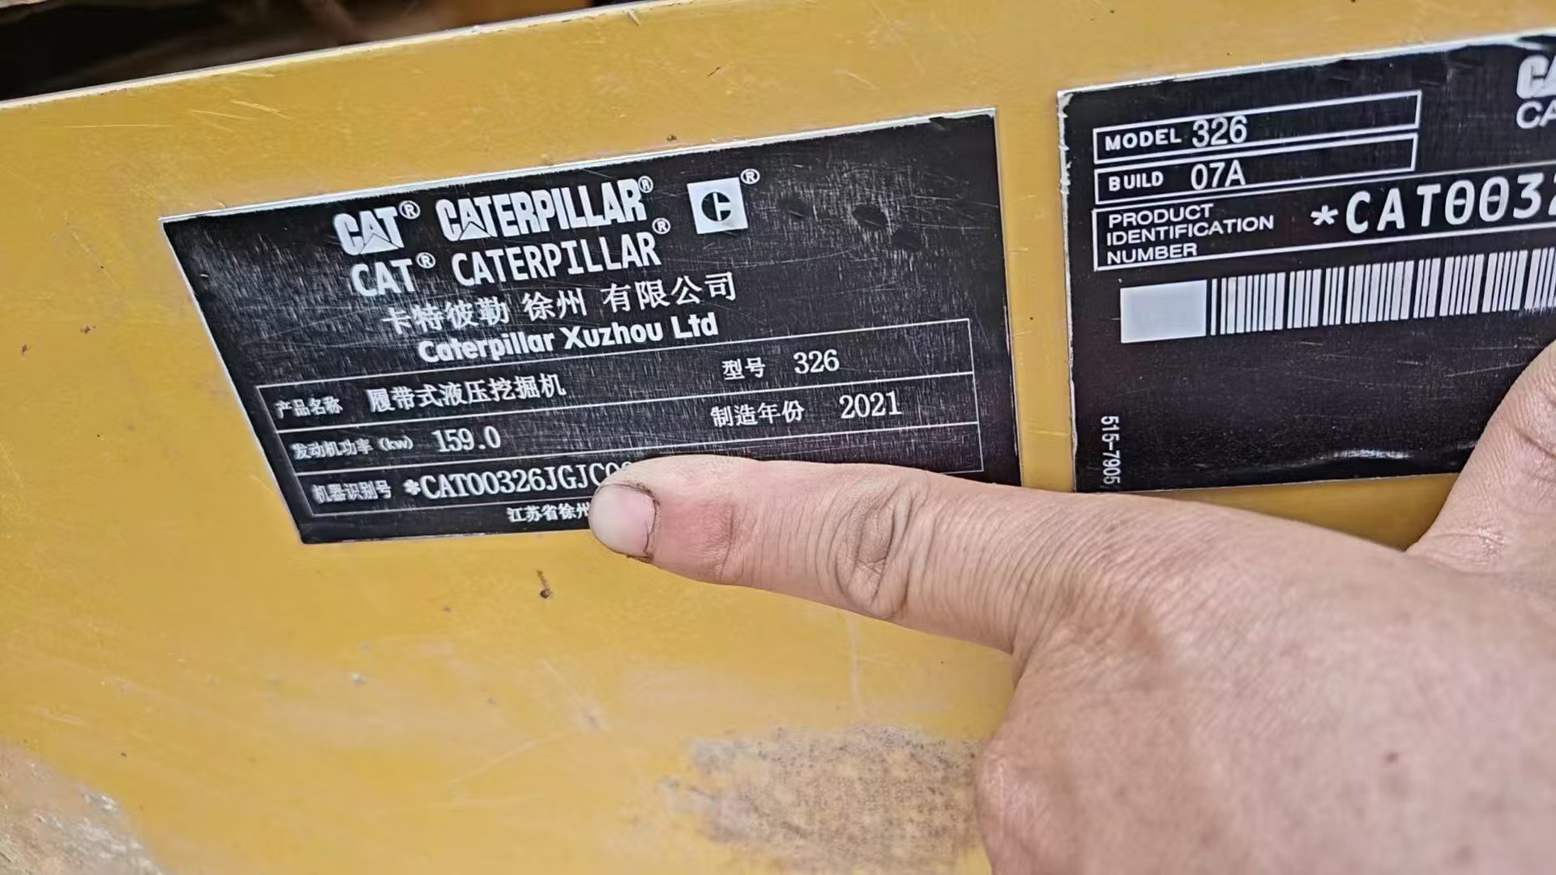 CAT® CATERPILLAR®
CAT® CATERPILLAR®
卡特彼勒 徐州 有限公司
Caterpillar Xuzhou Ltd
产品名称 履带式液压挖掘机 型号 326
发动机功率(kw) 159.0 制造年份 2021
机器识别号 *CAT00326JGJC0
江苏省徐州
MODEL 326
BUILD 07A
PRODUCT
IDENTIFICATION
NUMBER
*CAT0032
515-7905
CA